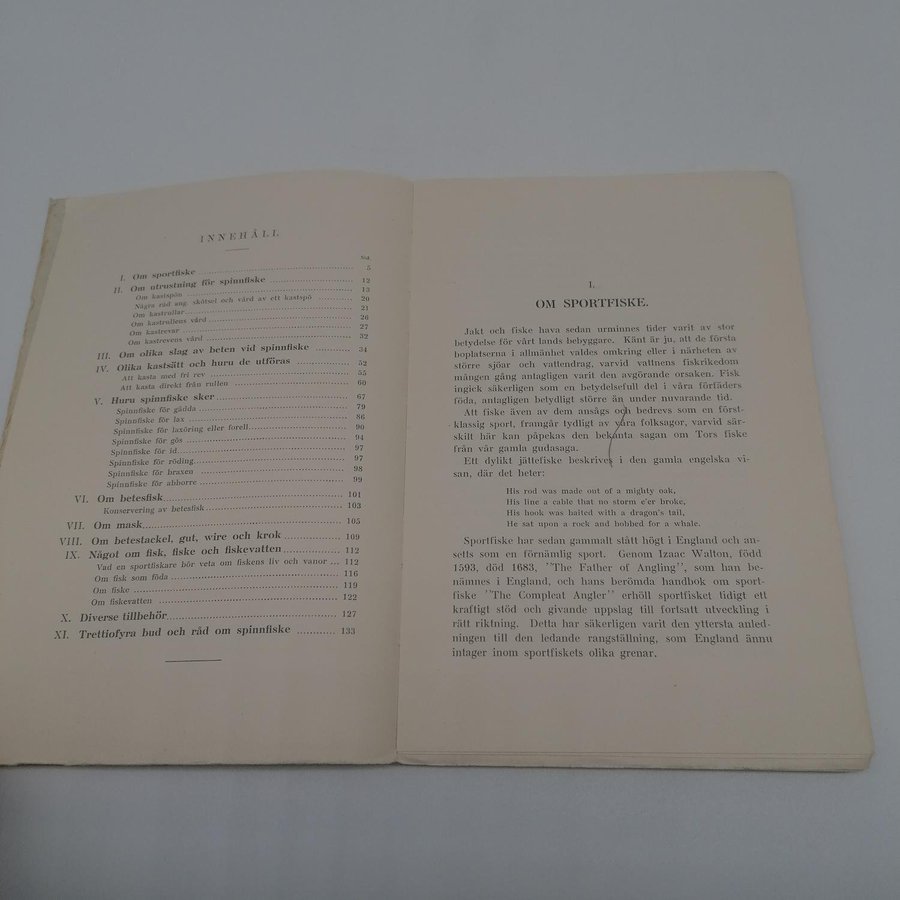 INNEHÅLL
Sid.
I. Om sportfiske 5
II. Om utrustning för spinnfiske 12
Om kastspön 13
Några råd ang. skötsel och vård av ett kastspö 20
Om kastrullar 21
Om kastrullens vård 26
Om kastrevar 27
Om kastrevens vård 32
III. Om olika slag av beten vid spinnfiske 34
IV. Olika kastsätt och huru de utföras 52
Att kasta med fri rev 55
Att kasta direkt från rullen 60
V. Huru spinnfiske sker 67
Spinnfiske för gädda 79
Spinnfiske för lax 86
Spinnfiske för laxöring eller forell 90
Spinnfiske för gös 94
Spinnfiske för id 97
Spinnfiske för röding 97
Spinnfiske för braxen 98
Spinnfiske för abborre 99
VI. Om betesfisk 101
Konservering av betesfisk 103
VII. Om mask 105
VIII. Om betestackel, gut, wire och krok 109
IX. Något om fisk, fiske och fiskevatten 112
Vad en sportfiskare bör veta om fiskens liv och vanor 112
Om fisk som föda 116
Om fiske 119
Om fiskevatten 122
X. Diverse tillbehör 127
XI. Trettiofyra bud och råd om spinnfiske 133
I.
OM SPORTFISKE.
Jakt och fiske hava sedan urminnes tider varit av stor
betydelse för vårt lands bebyggare. Känt är ju, att de första
boplatserna i allmänhet valdes omkring eller i närheten av
större sjöar och vattendrag, varvid vattnens fiskrikedom
mången gång antagligen varit den avgörande orsaken. Fisk
ingick säkerligen som en betydelsefull del i våra förfäders
föda, antagligen betydligt större än under nuvarande tid.
Att fiske även av dem ansågs och bedrevs som en först-
klassig sport, framgår tydligt av våra folksagor, varvid sär-
skilt här kan påpekas den bekanta sagan om Tors fiske
från vår gamla gudasaga.
Ett dylikt jättefiske beskrives i den gamla engelska vi-
san, där det heter:
His rod was made out of a mighty oak,
His line a cable that no storm e'er broke,
His hook was baited with a dragon's tail,
He sat upon a rock and bobbed for a whale.
Sportfiske har sedan gammalt stått högt i England och an-
setts som en förnämlig sport. Genom Izaac Walton, född
1593, död 1683, "The Father of Angling", som han be-
nämnes i England, och hans berömda handbok om sport-
fiske "The Compleat Angler" erhöll sportfisket tidigt ett
kraftigt stöd och givande uppslag till fortsatt utveckling i
rätt riktning. Detta har säkerligen varit den yttersta anled-
ningen till den ledande rangställning, som England ännu
intager inom sportfiskets olika grenar.